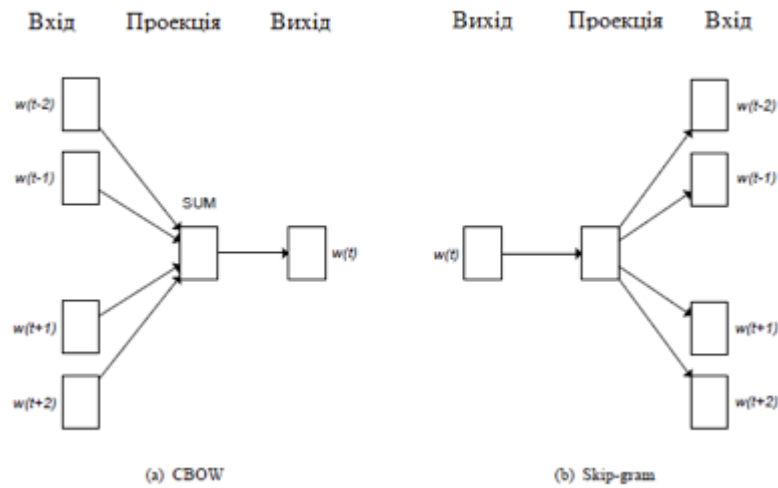 Вхід Проекція Вихід Вихід Проекція Вхід
w(t-2) w(t-2)
w(t-1) w(t-1)
SUM
w(t) w(t)
w(t+1) w(t+1)
w(t+2) w(t+2)
(a) CBOW (b) Skip-gram